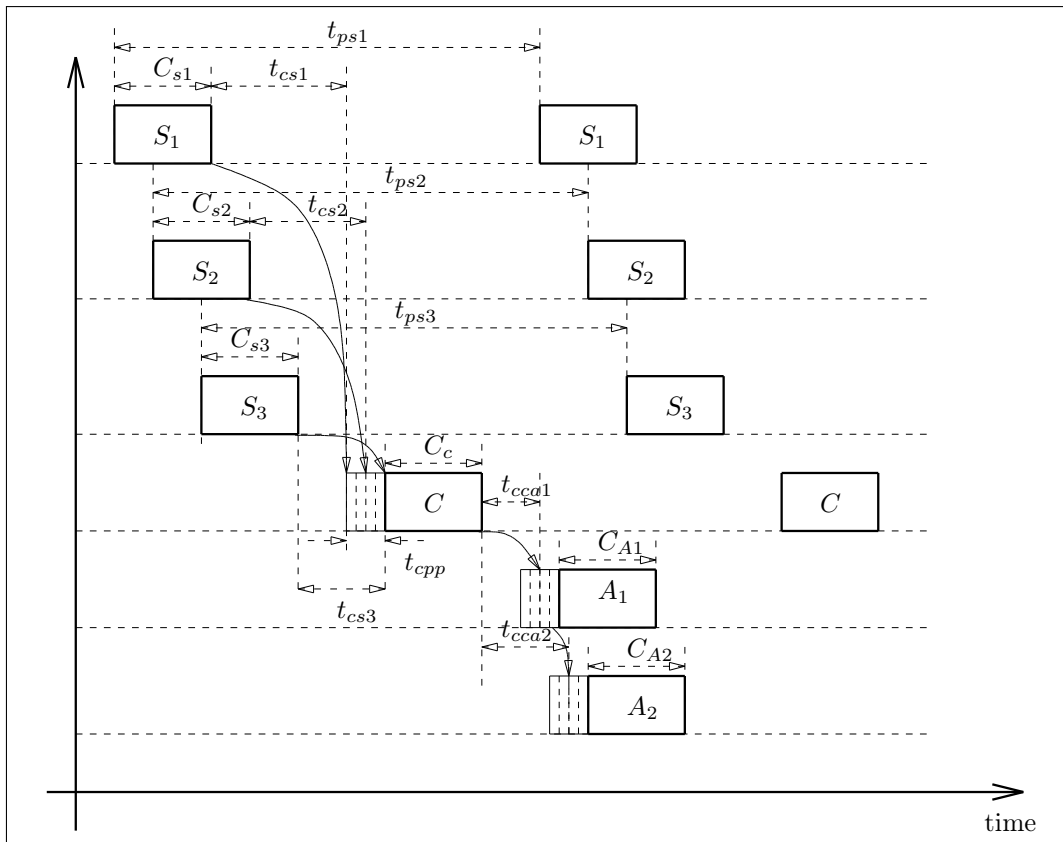 t_{ps1}
C_{s1} t_{cs1}
S_1 S_1
t_{ps2}
C_{s2} t_{cs2}
S_2 S_2
t_{ps3}
C_{s3}
S_3 S_3
C_c
t_{cca1}
C C
C_{A1}
t_{cpp}
A_1
t_{cs3}
t_{cca2}
C_{A2}
A_2
time